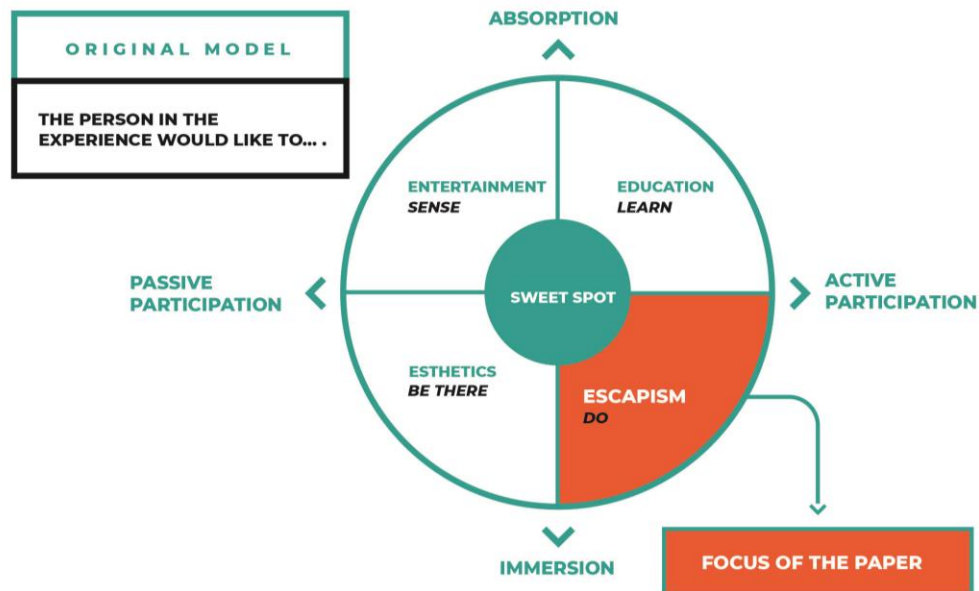 ABSORPTION
ORIGINAL MODEL
THE PERSON IN THE
EXPERIENCE WOULD LIKE TO... .
ENTERTAINMENT
SENSE
EDUCATION
LEARN
PASSIVE
PARTICIPATION
SWEET SPOT
ACTIVE
PARTICIPATION
ESTHETICS
BE THERE
ESCAPISM
DO
IMMERSION
FOCUS OF THE PAPER